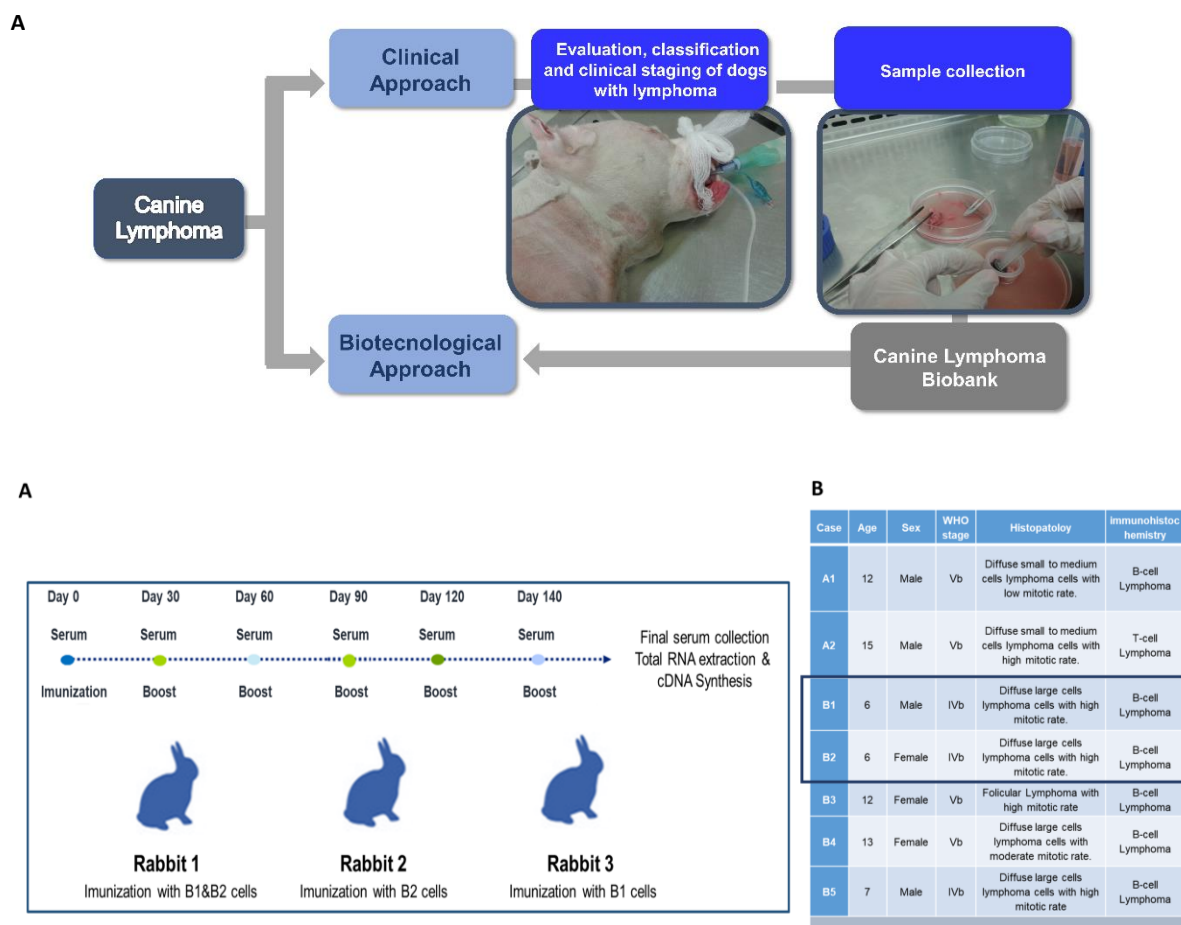 A
Clinical
Approach
Evaluation, classification
and clinical staging of dogs
with lymphoma
Sample collection
Canine
Lymphoma
Biotecnological
Approach
Canine Lymphoma
Biobank
A
Day 0 Day 30 Day 60 Day 90 Day 120 Day 140
Serum Serum Serum Serum Serum Serum
Imunization Boost Boost Boost Boost Boost
Final serum collection
Total RNA extraction &
cDNA Synthesis
Rabbit 1 Rabbit 2 Rabbit 3
Imunization with B1&B2 cells Imunization with B2 cells Imunization with B1 cells
B
Case Age Sex WHO stage Histopatoloy immunohistoc hemistry
A1 12 Male Vb Diffuse small to medium cells lymphoma cells with low mitotic rate. B-cell Lymphoma
A2 15 Male Vb Diffuse small to medium cells lymphoma cells with high mitotic rate. T-cell Lymphoma
B1 6 Male IVb Diffuse large cells lymphoma cells with high mitotic rate. B-cell Lymphoma
B2 6 Female IVb Diffuse large cells lymphoma cells with high mitotic rate. B-cell Lymphoma
B3 12 Female Vb Folicular Lymphoma with high mitotic rate B-cell Lymphoma
B4 13 Female Vb Diffuse large cells lymphoma cells with moderate mitotic rate. B-cell Lymphoma
B5 7 Male IVb Diffuse large cells lymphoma cells with high mitotic rate B-cell Lymphoma